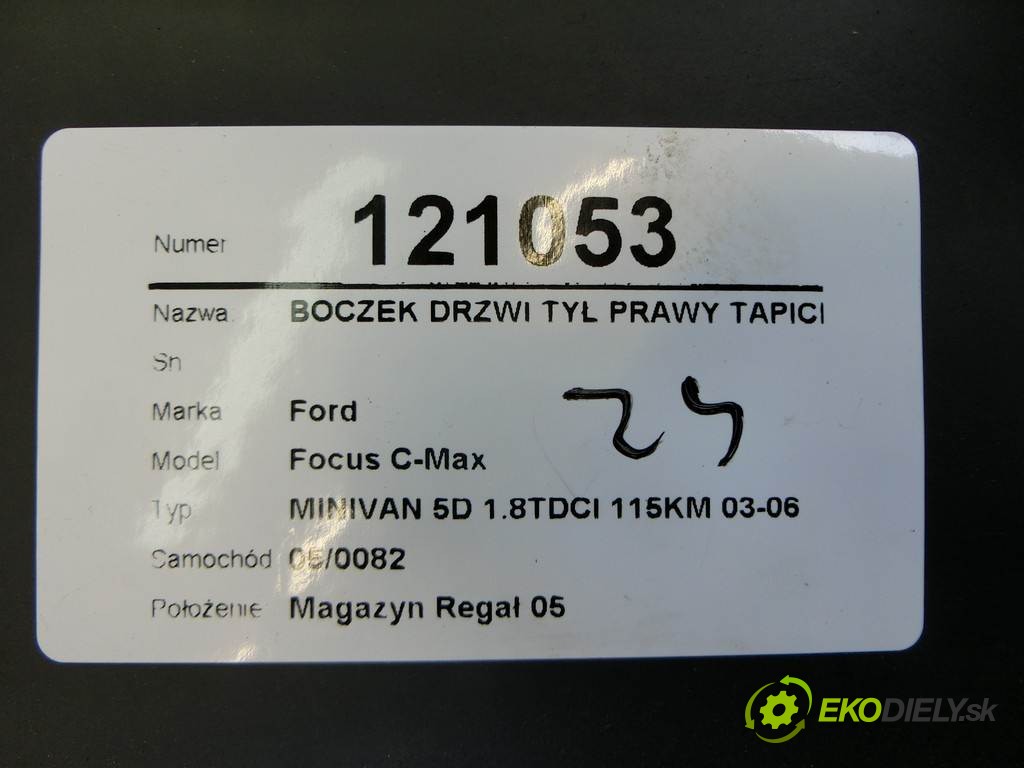 Numer 121053
Nazwa BOCZEK DRZWI TYŁ PRAWY TAPICI
Sn
Marka Ford
Model Focus C-Max
Typ MINIVAN 5D 1.8TDCI 115KM 03-06
Samochód 05/0082
Położenie Magazyn Regał 05
EKODIELY.sk